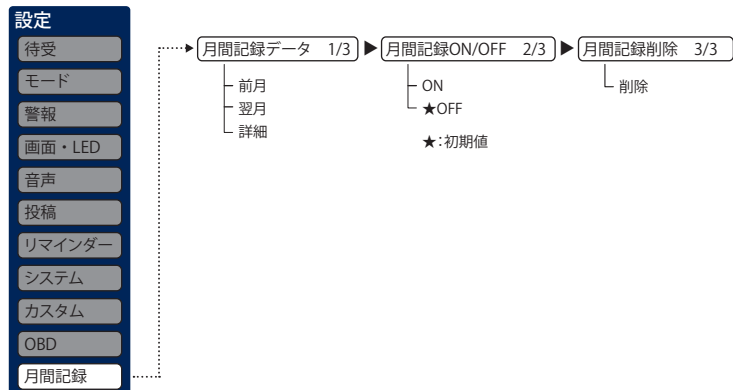 設定
待受
モード
警報
画面・LED
音声
投稿
リマインダー
システム
カスタム
OBD
月間記録
月間記録データ 1/3
前月
翌月
詳細
月間記録ON/OFF 2/3
ON
★OFF
★:初期値
月間記録削除 3/3
削除